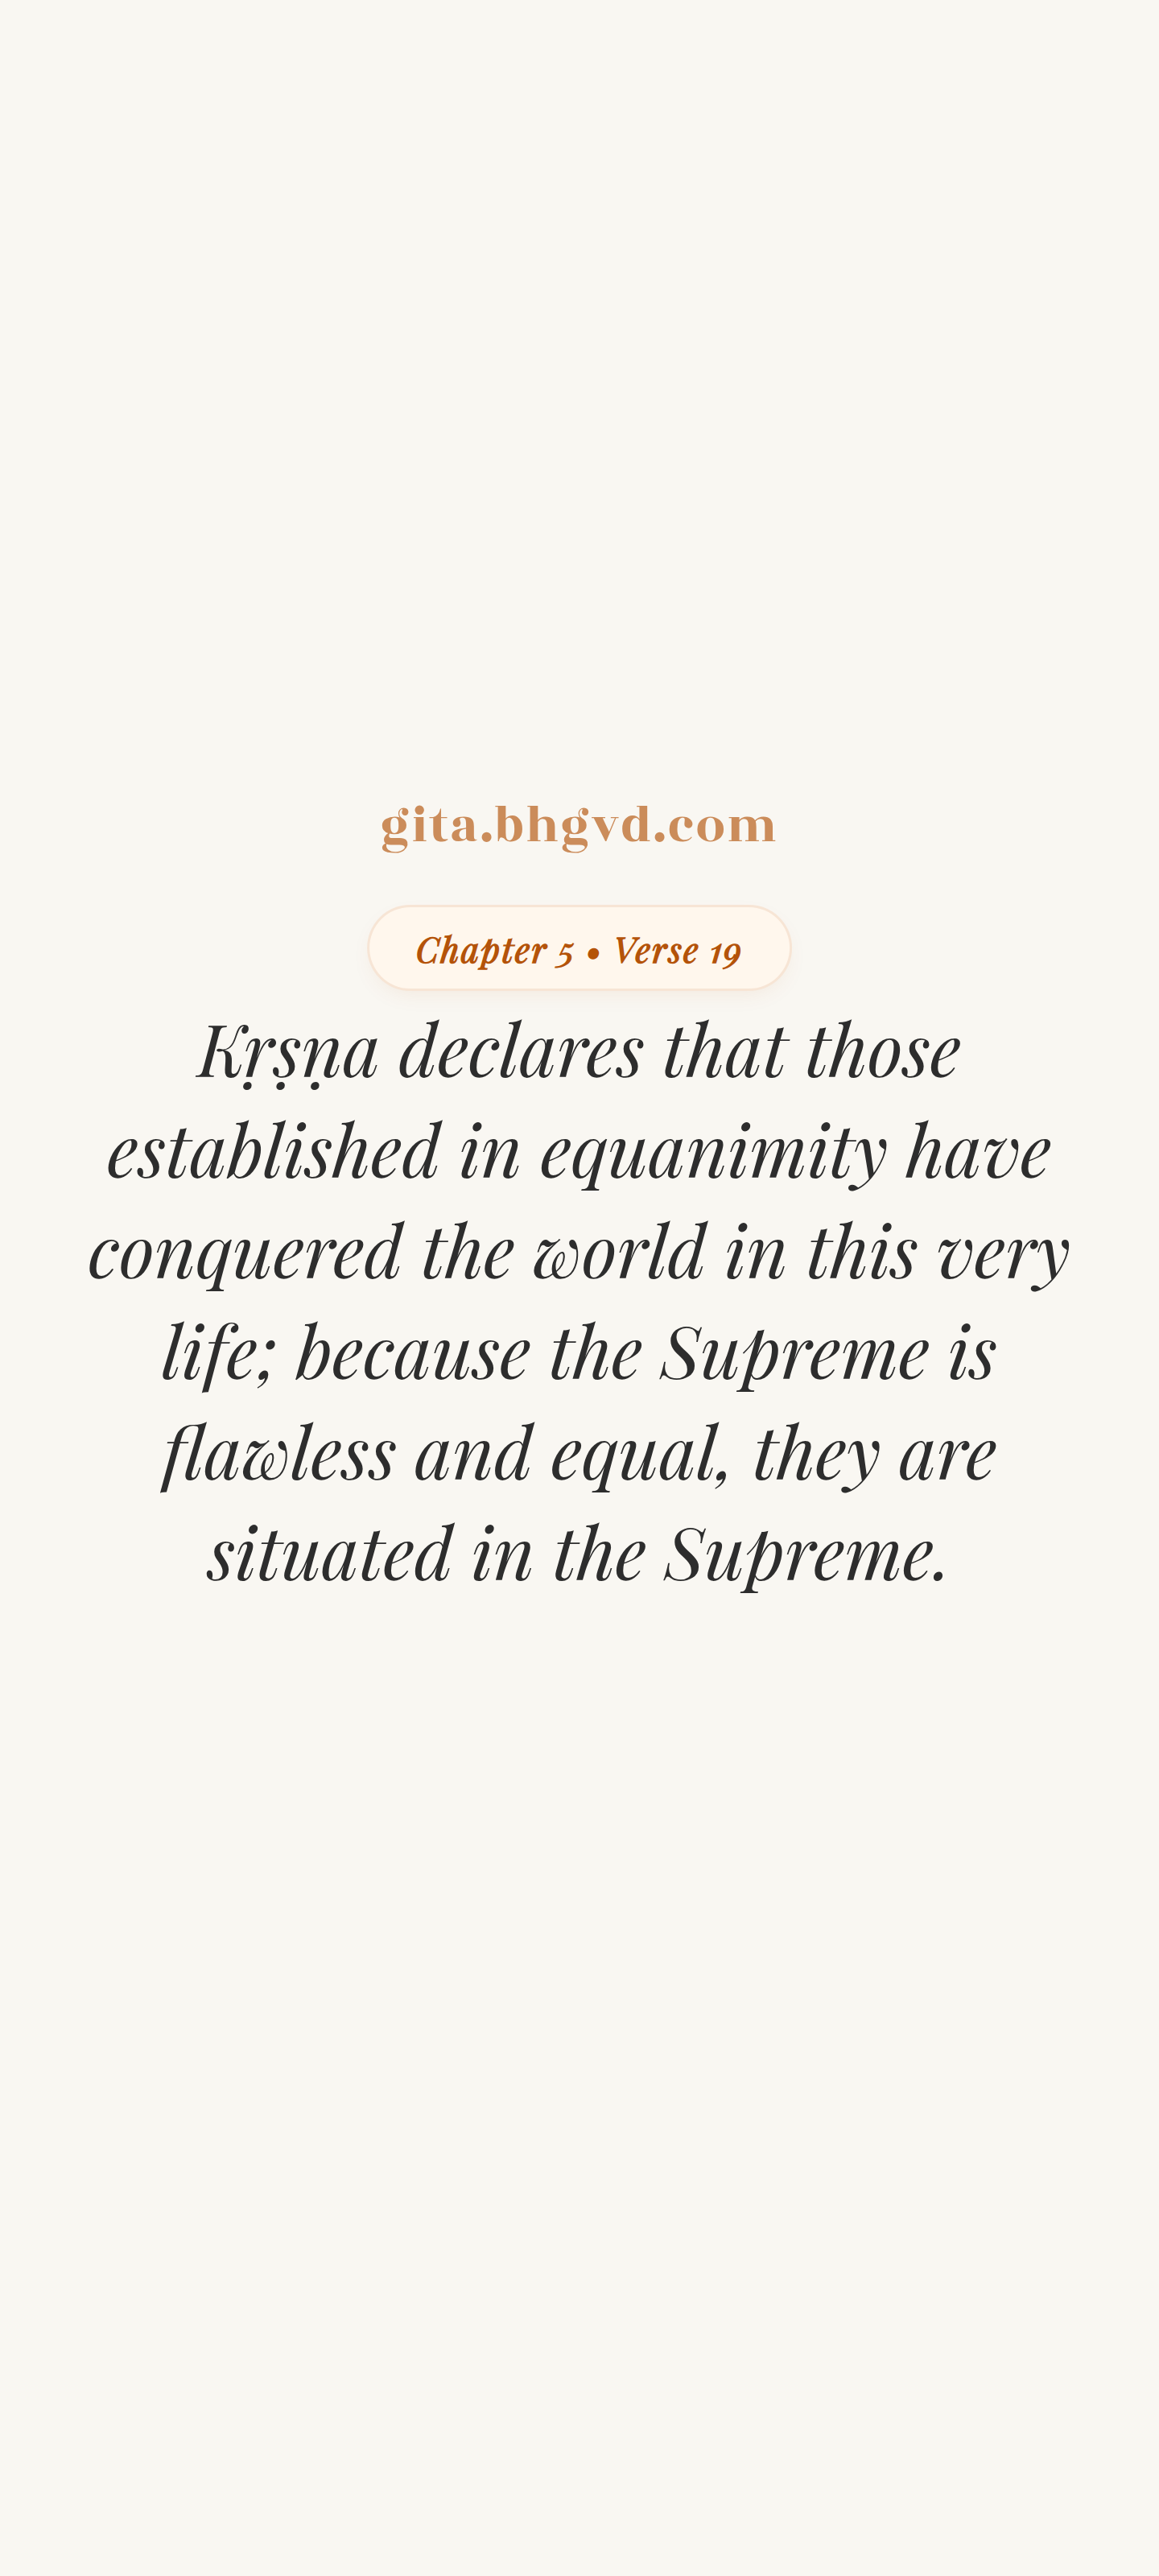 gita.bhgvd.com
Chapter 5 • Verse 19
Kṛṣṇa declares that those
established in equanimity have
conquered the world in this very
life; because the Supreme is
flawless and equal, they are
situated in the Supreme.